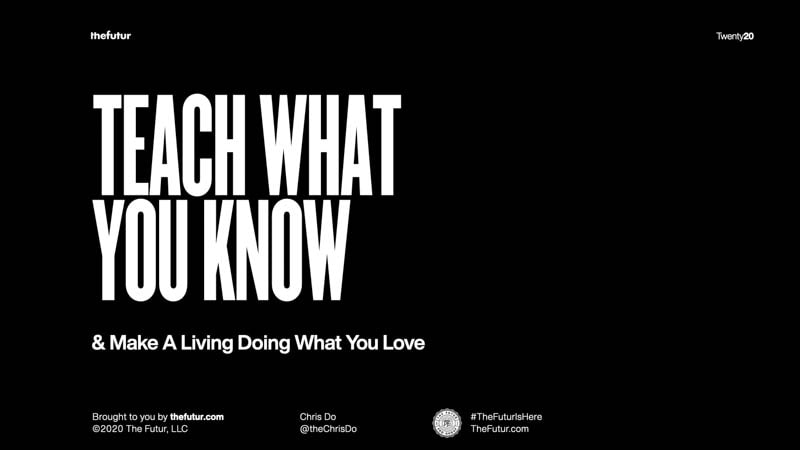 thefutur
Twenty20
TEACH WHAT
YOU KNOW
& Make A Living Doing What You Love
Brought to you by thefutur.com
©2020 The Futur, LLC
Chris Do
@theChrisDo
#TheFuturIsHere
TheFutur.com